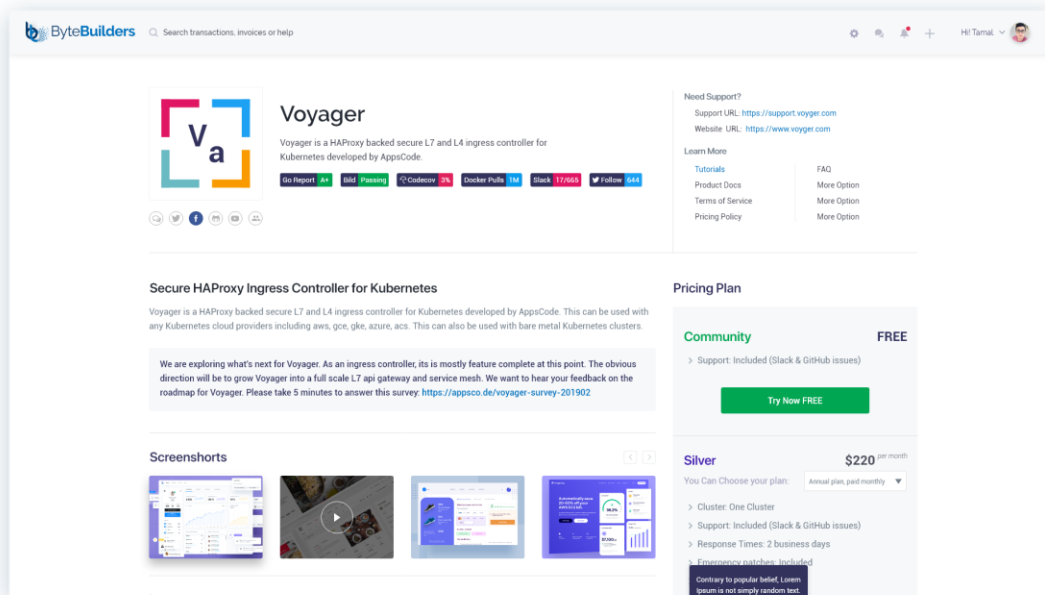 ByteBuilders
Search transactions, invoices or help
Hi! Tamal
Va
Voyager
Voyager is a HAProxy backed secure L7 and L4 ingress controller for
Kubernetes developed by AppsCode.
Go Report A+ Bild Passing Codecov 3% Docker Pulls 1M Slack 17/665 Follow 644
Need Support?
Support URL: https://support.voyger.com
Website URL: https://www.voyger.com
Learn More
Tutorials FAQ
Product Docs More Option
Terms of Service More Option
Pricing Policy More Option
Secure HAProxy Ingress Controller for Kubernetes
Voyager is a HAProxy backed secure L7 and L4 ingress controller for Kubernetes developed by AppsCode. This can be used with
any Kubernetes cloud providers including aws, gce, gke, azure, acs. This can also be used with bare metal Kubernetes clusters.
We are exploring what's next for Voyager. As an ingress controller, its is mostly feature complete at this point. The obvious
direction will be to grow Voyager into a full scale L7 api gateway and service mesh. We want to hear your feedback on the
roadmap for Voyager. Please take 5 minutes to answer this survey: https://appsco.de/voyager-survey-201902
Screenshorts
Pricing Plan
Community FREE
Support: Included (Slack & GitHub issues)
Try Now FREE
Silver $220 per month
You Can Choose your plan: Annual plan, paid monthly
Cluster: One Cluster
Support: Included (Slack & GitHub issues)
Response Times: 2 business days
Emergency patches: Included
Contrary to popular belief, Lorem
Ipsum is not simply random text.